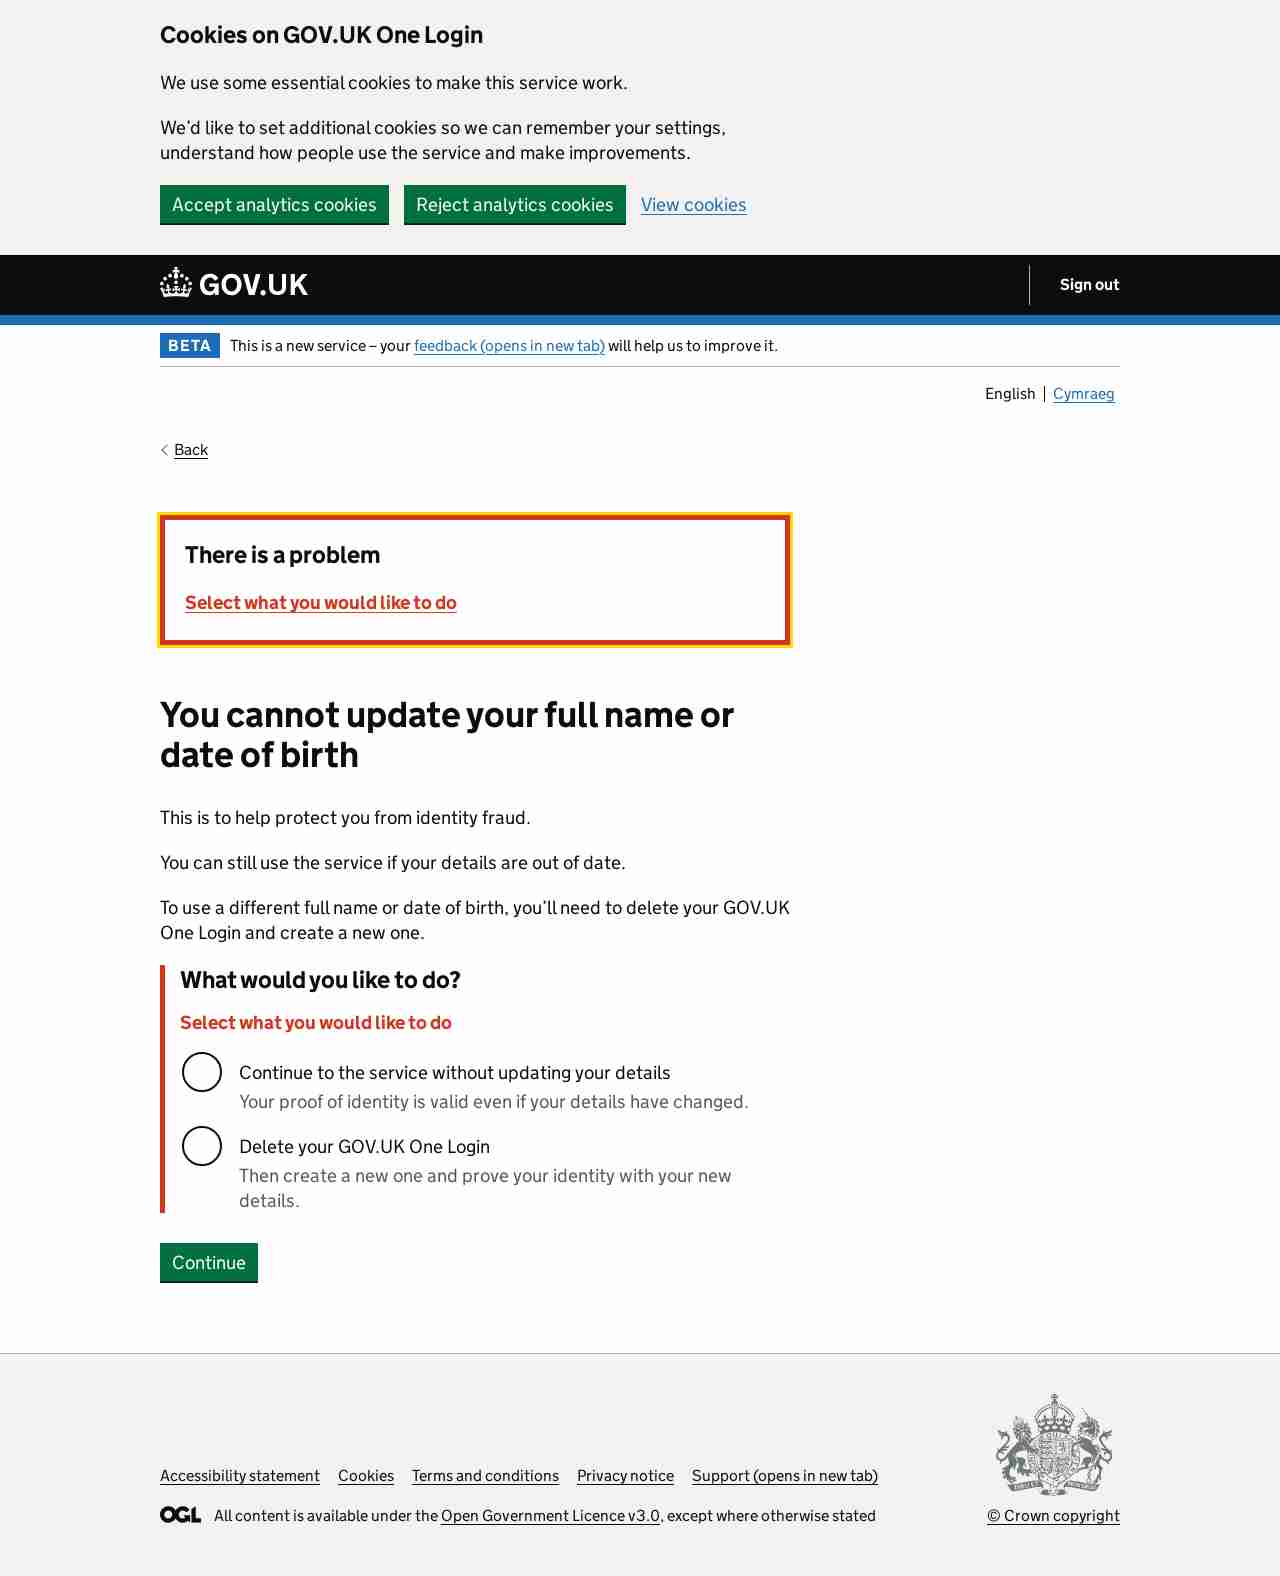 Cookies on GOV.UK One Login
We use some essential cookies to make this service work.
We’d like to set additional cookies so we can remember your settings,
understand how people use the service and make improvements.
Accept analytics cookies Reject analytics cookies View cookies
GOV.UK Sign out
BETA This is a new service – your feedback (opens in new tab) will help us to improve it.
English Cymraeg
Back
There is a problem
Select what you would like to do
You cannot update your full name or
date of birth
This is to help protect you from identity fraud.
You can still use the service if your details are out of date.
To use a different full name or date of birth, you’ll need to delete your GOV.UK
One Login and create a new one.
What would you like to do?
Select what you would like to do
Continue to the service without updating your details
Your proof of identity is valid even if your details have changed.
Delete your GOV.UK One Login
Then create a new one and prove your identity with your new
details.
Continue
Accessibility statement Cookies Terms and conditions Privacy notice Support (opens in new tab)
OGL All content is available under the Open Government Licence v3.0, except where otherwise stated
© Crown copyright